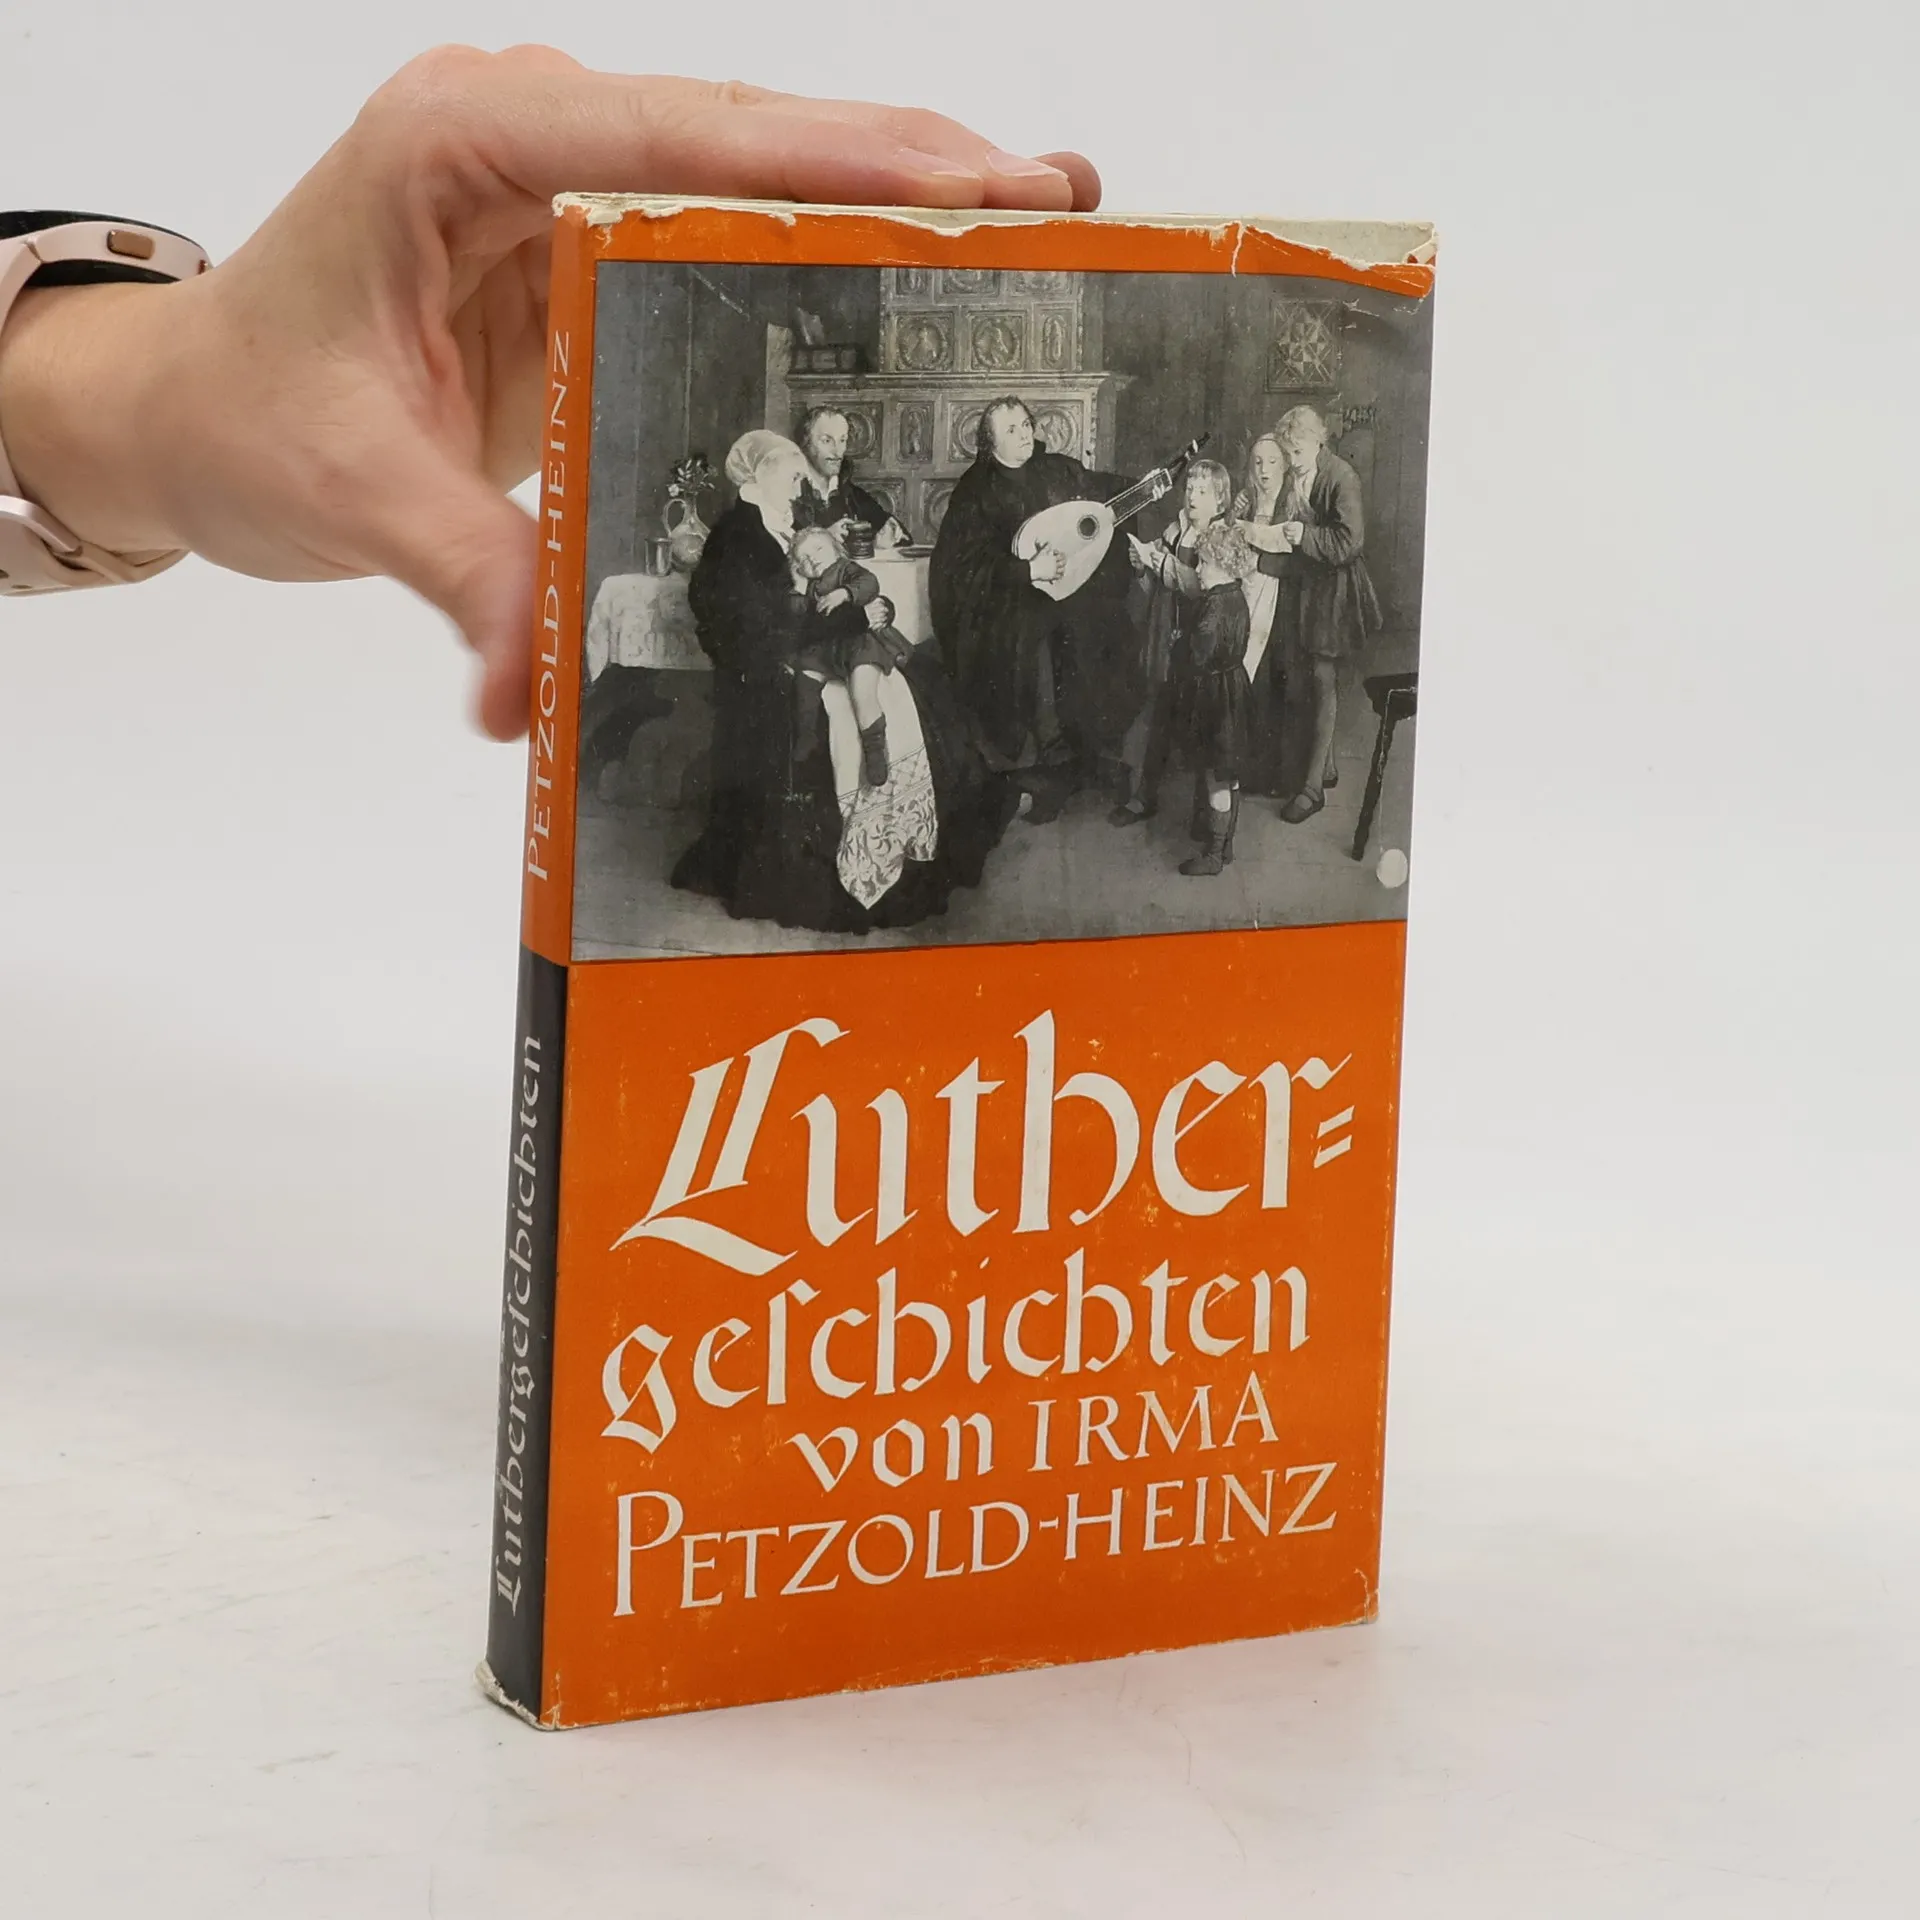 Luther=
geſchichten
von IRMA
PETZOLD-HEINZ
PETZOLD-HEINZ
Luthergeſchichten